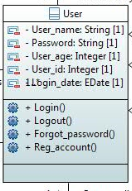 User
- User_name: String [1]
- Password: String [1]
- User_age: Integer [1]
- User_id: Integer [1]
- Login_date: EDate [1]
+ Login()
+ Logout()
+ Forgot_password()
+ Reg_account()